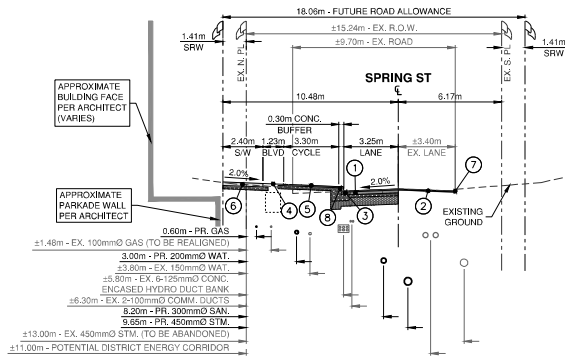 18.06m - FUTURE ROAD ALLOWANCE
±15.24m - EX. R.O.W.
1.41m
SRW
EX. N. PL
±9.70m - EX. ROAD
EX. S. PL
1.41m
SRW
SPRING ST
℄
APPROXIMATE
BUILDING FACE
PER ARCHITECT
(VARIES)
10.48m
6.17m
0.30m CONC.
BUFFER
2.40m
S/W
1.23m
BLVD
3.30m
CYCLE
3.25m
LANE
±3.40m
EX. LANE
2.0%
2.0%
1
7
6
4
5
8
3
2
APPROXIMATE
PARKADE WALL
PER ARCHITECT
EXISTING
GROUND
0.60m - PR. GAS
±1.48m - EX. 100mmØ GAS (TO BE REALIGNED)
3.00m - PR. 200mmØ WAT.
±3.80m - EX. 150mmØ WAT.
±5.80m - EX. 6-125mmØ CONC.
ENCASED HYDRO DUCT BANK
±6.30m - EX. 2-100mmØ COMM. DUCTS
8.20m - PR. 300mmØ SAN.
9.65m - PR. 450mmØ STM.
±13.00m - EX. 450mmØ STM. (TO BE ABANDONED)
±11.00m - POTENTIAL DISTRICT ENERGY CORRIDOR